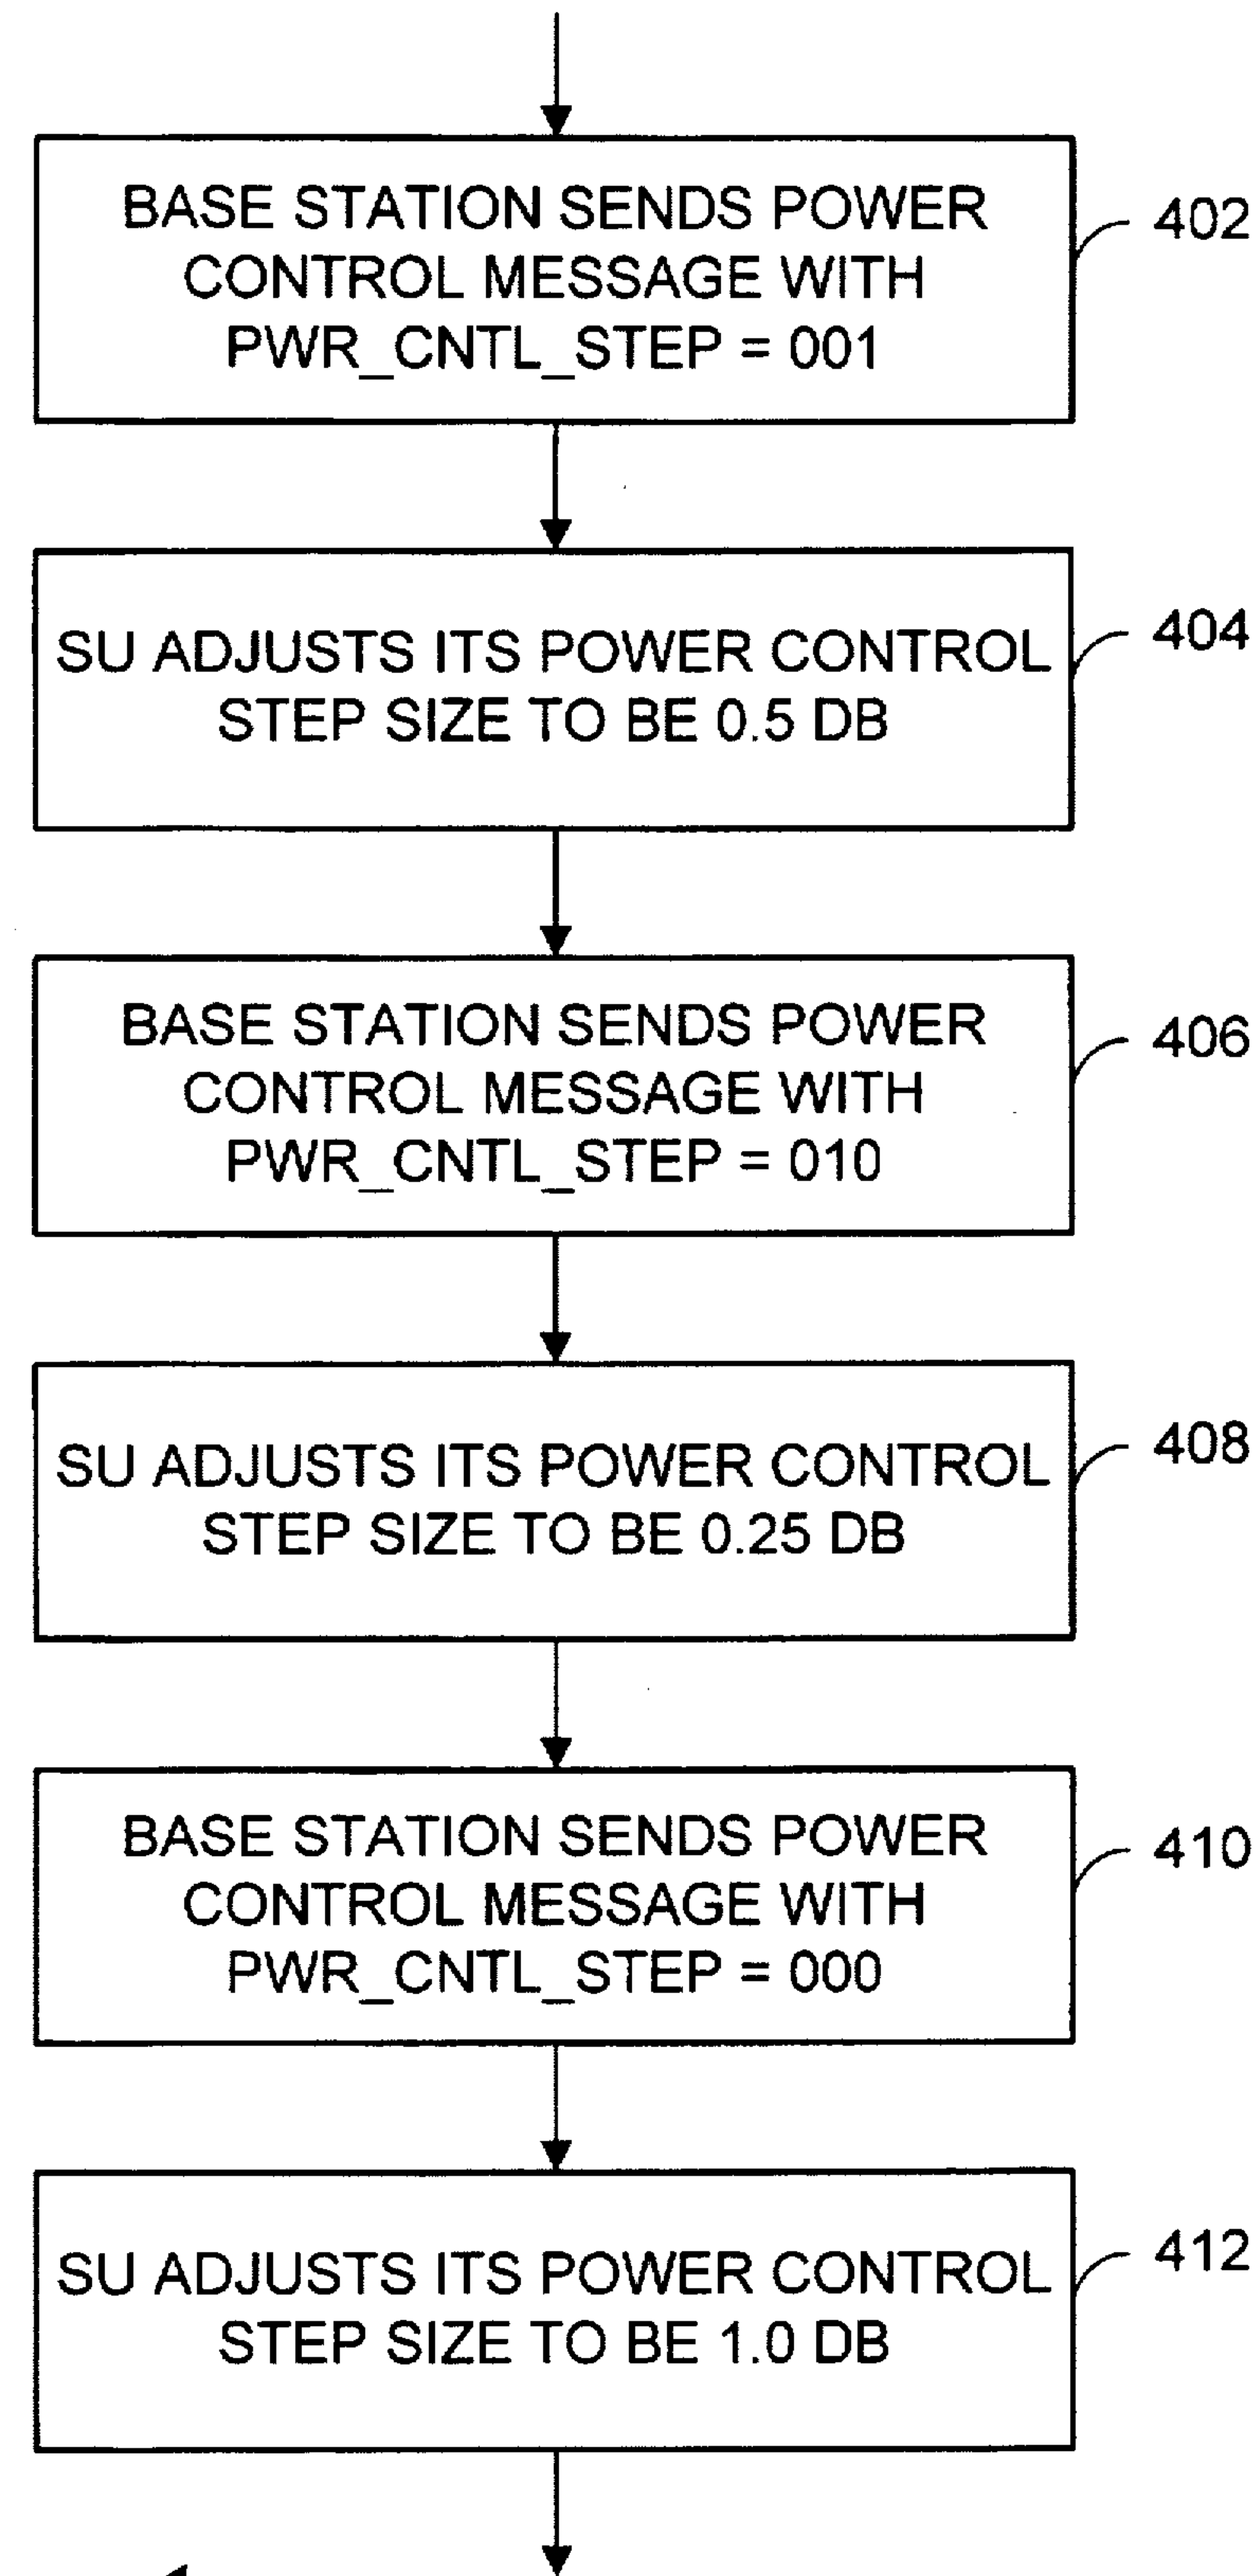 BASE STATION SENDS POWER
CONTROL MESSAGE WITH
PWR_CNTL_STEP = 001
402
SU ADJUSTS ITS POWER CONTROL
STEP SIZE TO BE 0.5 DB
404
BASE STATION SENDS POWER
CONTROL MESSAGE WITH
PWR_CNTL_STEP = 010
406
SU ADJUSTS ITS POWER CONTROL
STEP SIZE TO BE 0.25 DB
408
BASE STATION SENDS POWER
CONTROL MESSAGE WITH
PWR_CNTL_STEP = 000
410
SU ADJUSTS ITS POWER CONTROL
STEP SIZE TO BE 1.0 DB
412